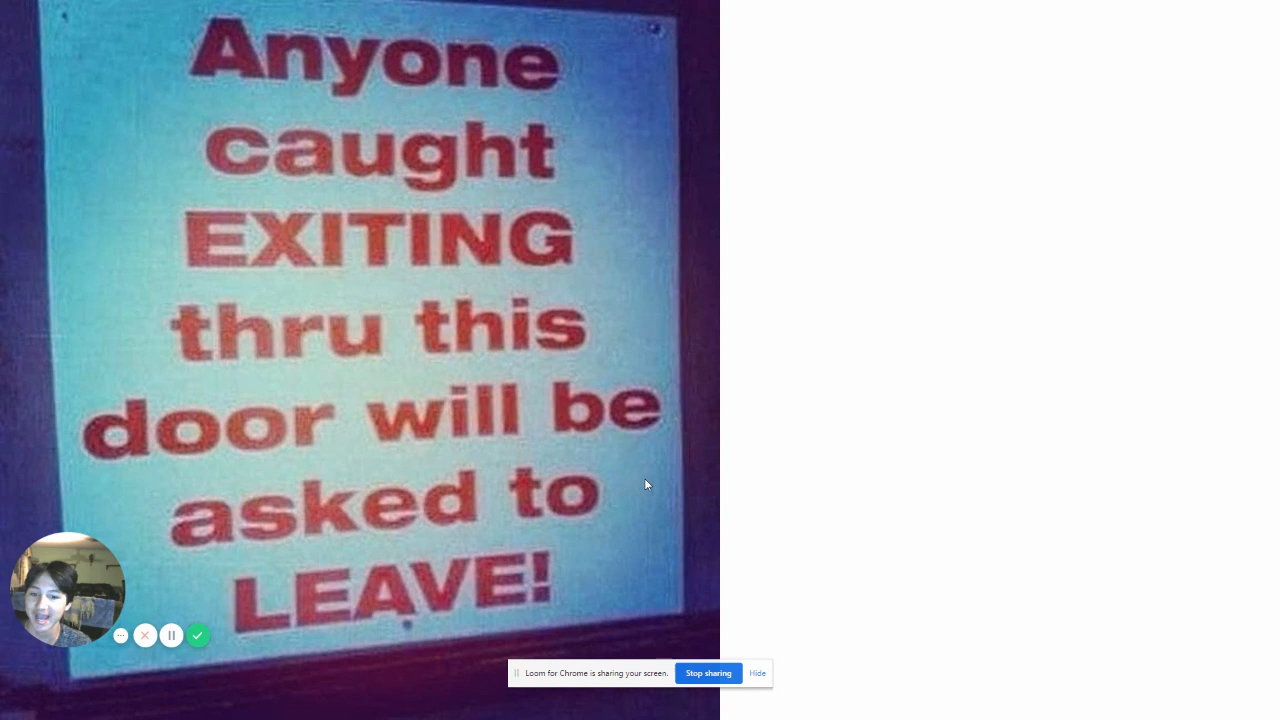 Anyone
caught
EXITING
thru this
door will be
asked to
LEAVE!
Loom for Chrome is sharing your screen.
Stop sharing
Hide